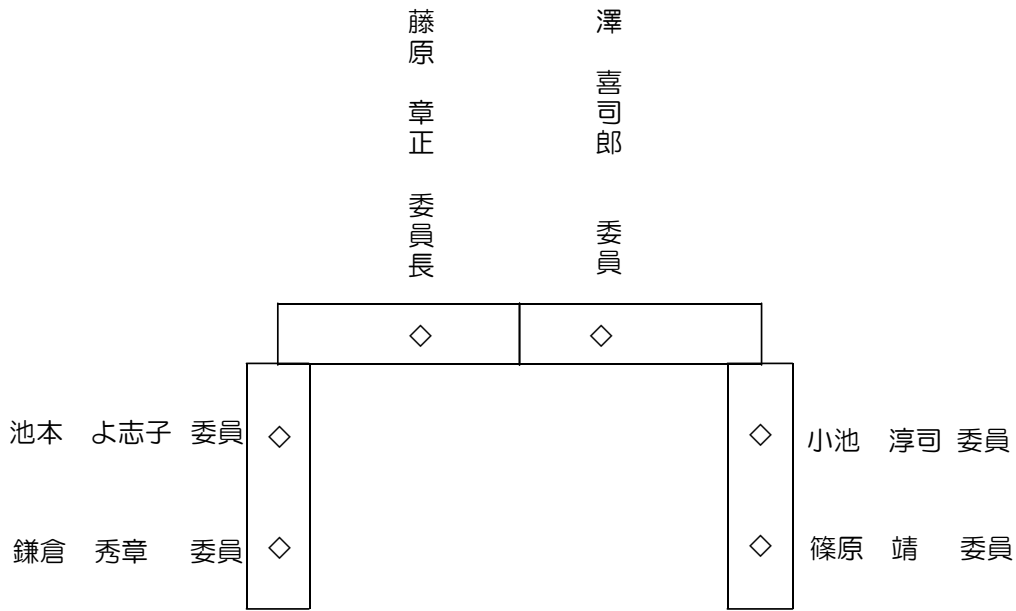 藤原 章正 委員長
澤 喜司郎 委員
◇ ◇
池本 よ志子 委員 ◇
◇ 小池 淳司 委員
鎌倉 秀章 委員 ◇
◇ 篠原 靖 委員